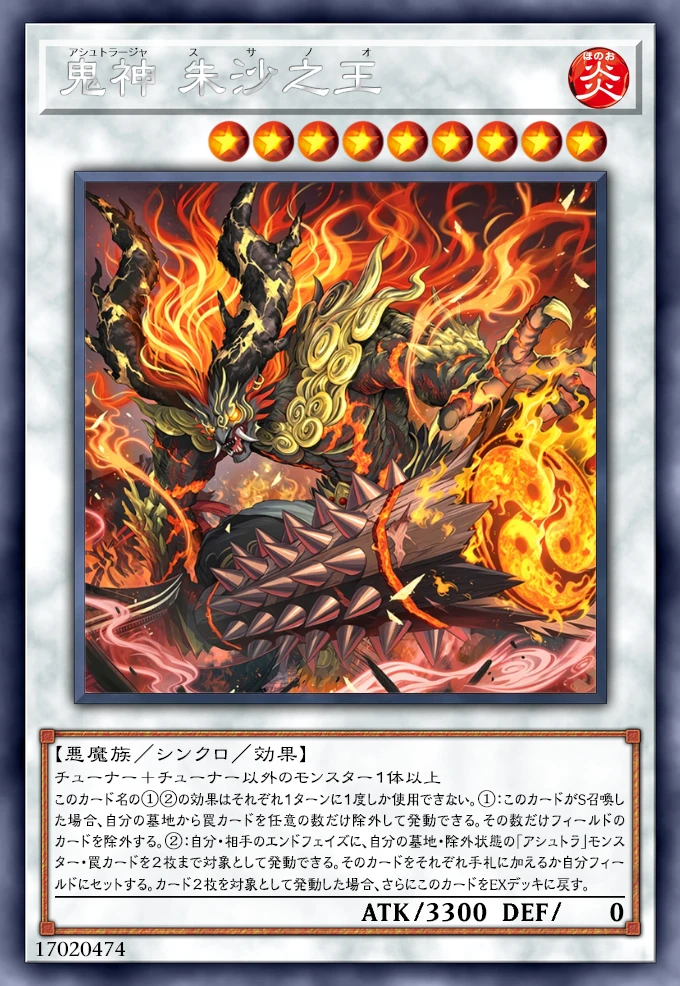 アシュトラージャ スサノオ
鬼神 朱沙之王
ほのお
炎
【悪魔族／シンクロ／効果】
チューナー＋チューナー以外のモンスター１体以上
このカード名の①②の効果はそれぞれ１ターンに１度しか使用できない。①：このカードがS召喚し
た場合、自分の墓地から罠カードを任意の数だけ除外して発動できる。その数だけフィールドの
カードを除外する。②：自分・相手のエンドフェイズに、自分の墓地・除外状態の「アシュトラ」モンス
ター・罠カードを２枚まで対象として発動できる。そのカードをそれぞれ手札に加えるか自分フィー
ルドにセットする。カード２枚を対象として発動した場合、さらにこのカードをEXデッキに戻す。
ATK/3300 DEF/ 0
17020474